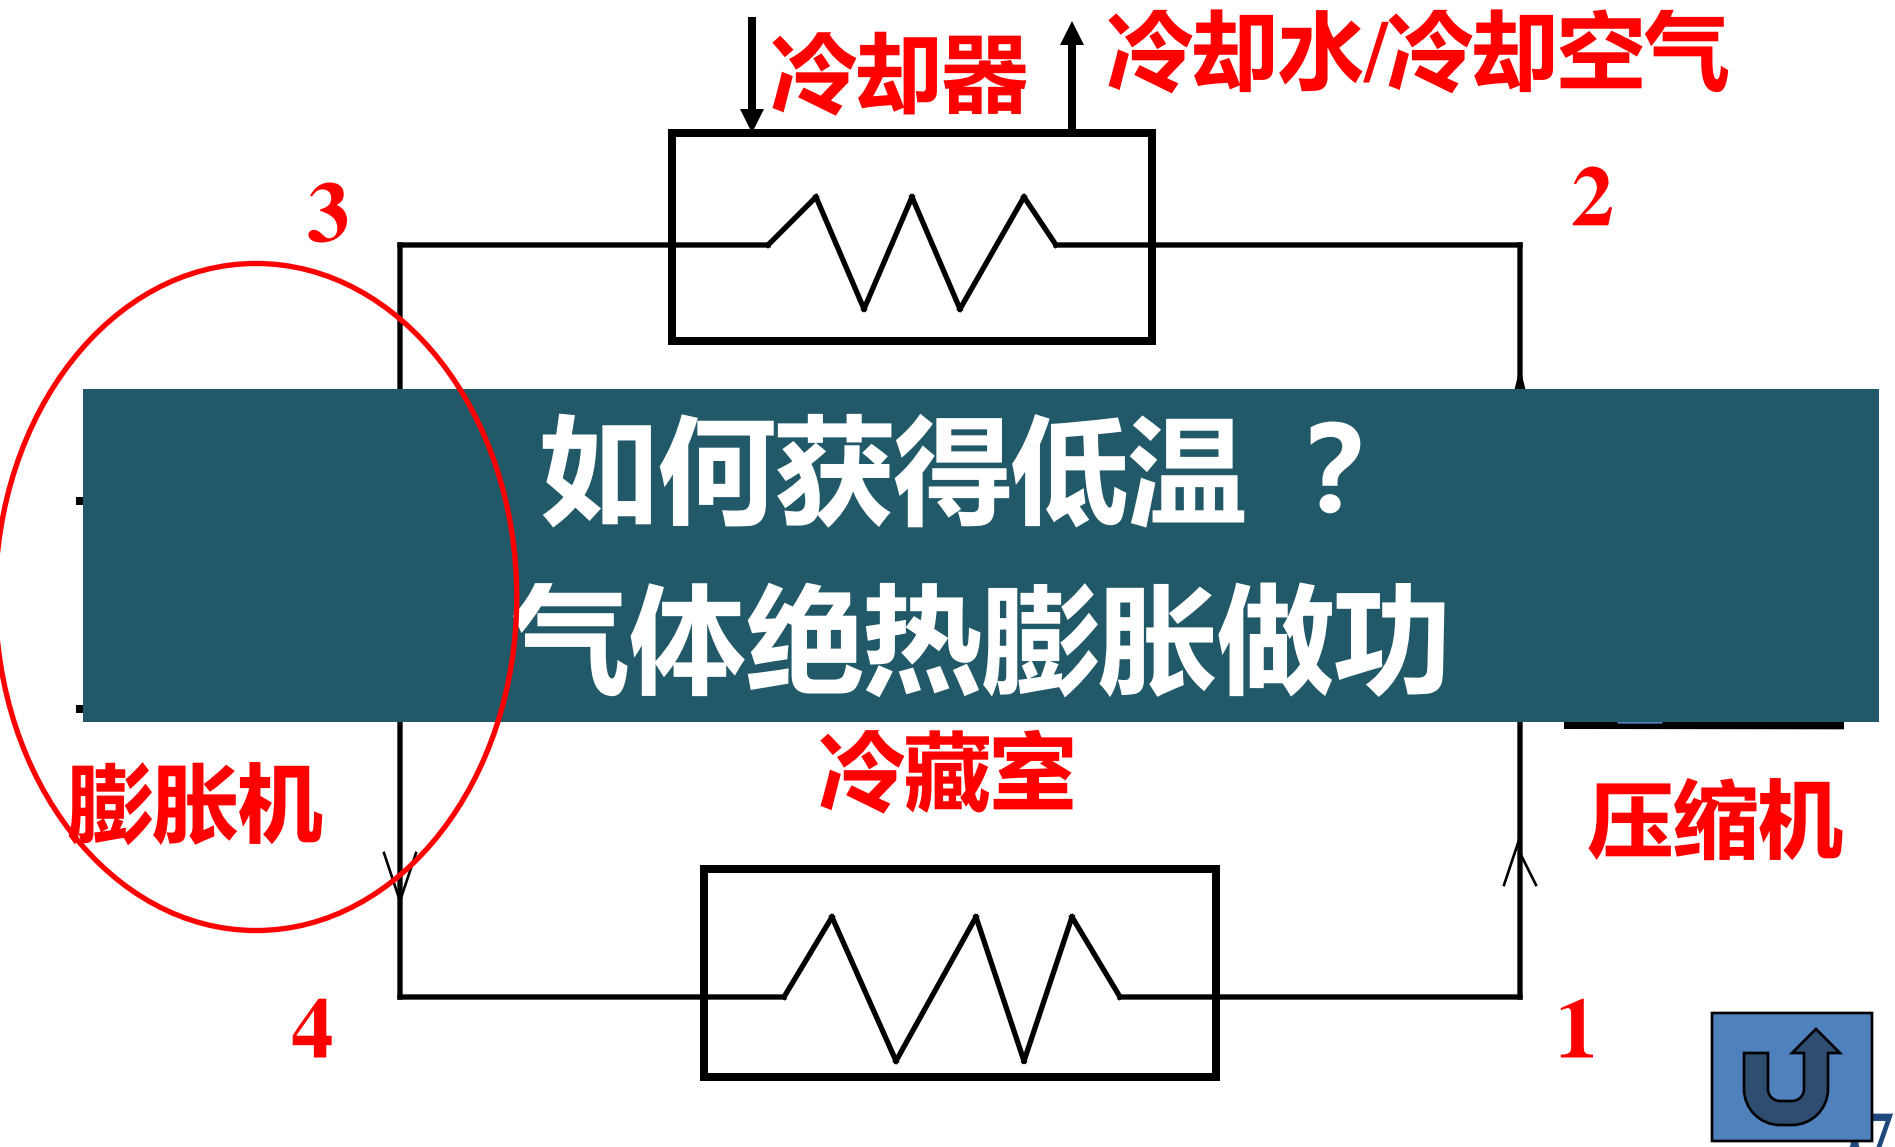 冷却器
冷却水/冷却空气
3
2
如何获得低温 ？
气体绝热膨胀做功
膨胀机
冷藏室
压缩机
4
1
7